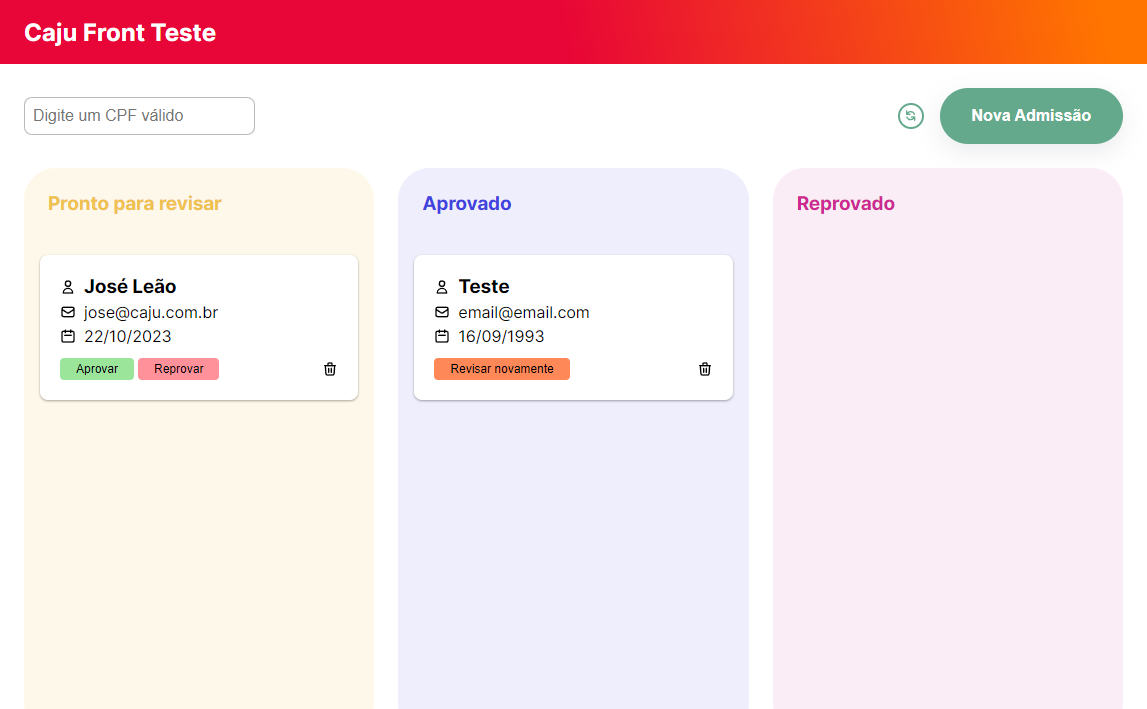 Caju Front Teste
Digite um CPF válido
Nova Admissão
Pronto para revisar
José Leão
jose@caju.com.br
22/10/2023
Aprovar Reprovar
Aprovado
Teste
email@email.com
16/09/1993
Revisar novamente
Reprovado